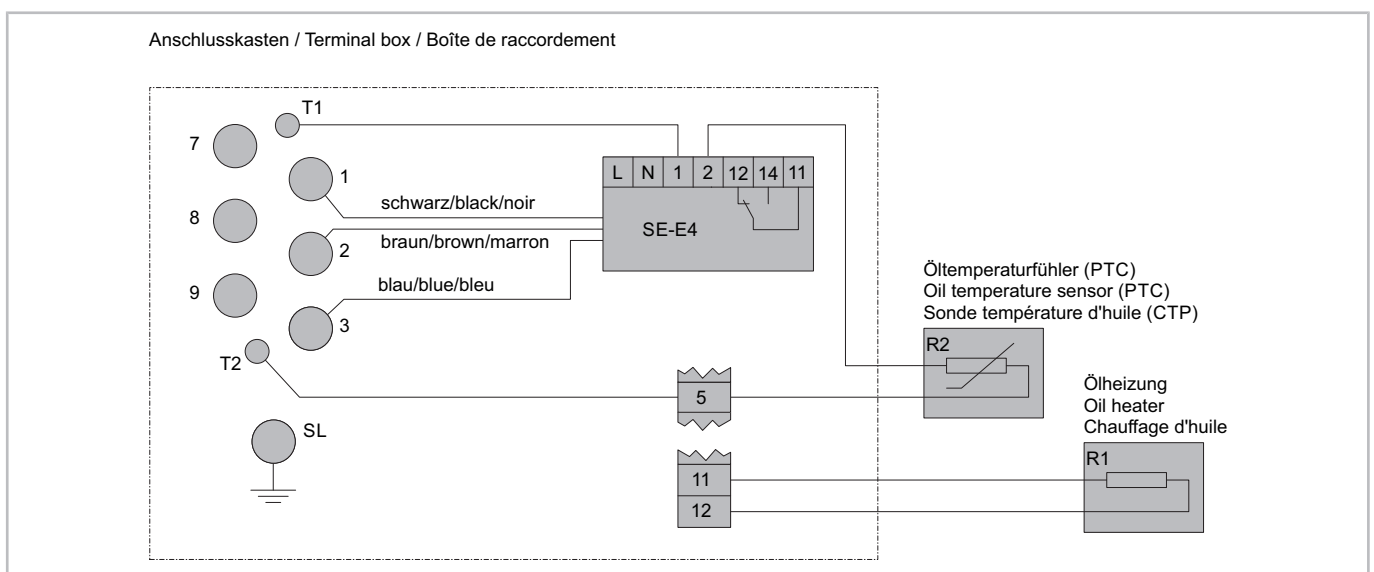 Anschlusskasten / Terminal box / Boîte de raccordement
T1
7
1
L N 1 2 12 14 11
schwarz/black/noir
8
SE-E4
2
braun/brown/marron
9
blau/blue/bleu
3
T2
Öltemperaturfühler (PTC)
Oil temperature sensor (PTC)
Sonde température d'huile (CTP)
R2
5
Ölheizung
Oil heater
Chauffage d'huile
SL
R1
11
12